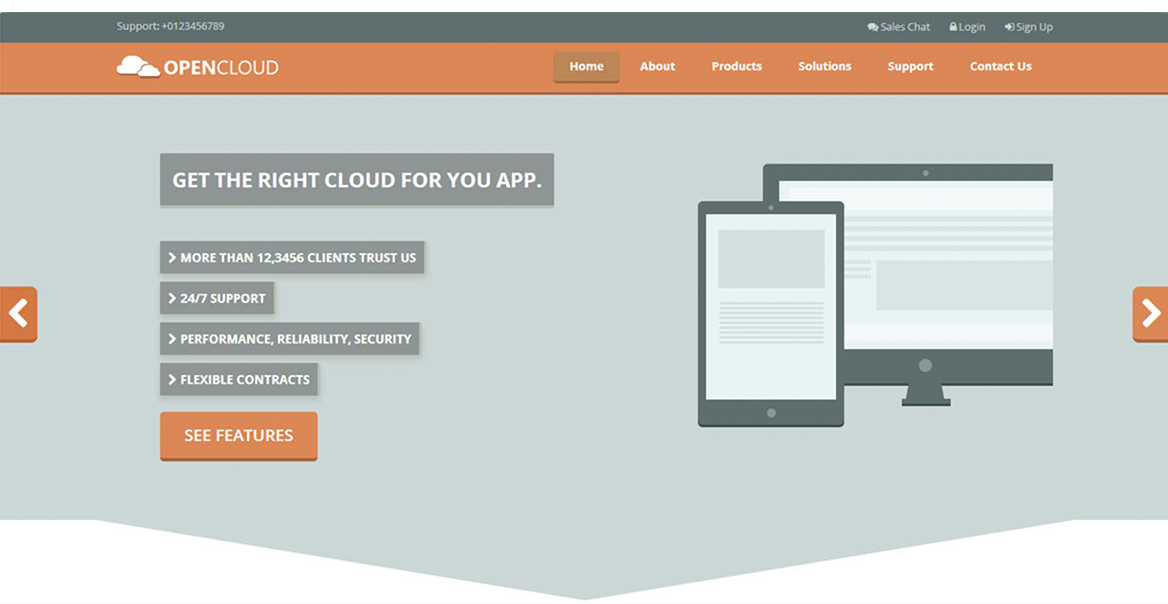 Support: +0123456789
Sales Chat Login Sign Up
OPENCLOUD
Home About Products Solutions Support Contact Us
GET THE RIGHT CLOUD FOR YOU APP.
MORE THAN 12,3456 CLIENTS TRUST US
24/7 SUPPORT
PERFORMANCE, RELIABILITY, SECURITY
FLEXIBLE CONTRACTS
SEE FEATURES